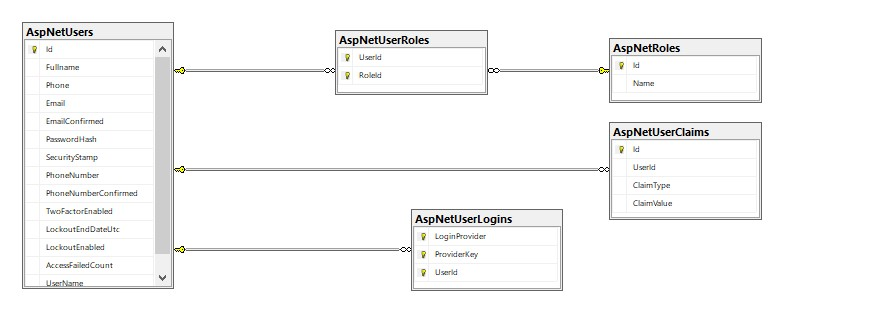 AspNetUsers
Id
Fullname
Phone
Email
EmailConfirmed
PasswordHash
SecurityStamp
PhoneNumber
PhoneNumberConfirmed
TwoFactorEnabled
LockoutEndDateUtc
LockoutEnabled
AccessFailedCount
UserName
AspNetUserRoles
UserId
RoleId
AspNetRoles
Id
Name
AspNetUserClaims
Id
UserId
ClaimType
ClaimValue
AspNetUserLogins
LoginProvider
ProviderKey
UserId